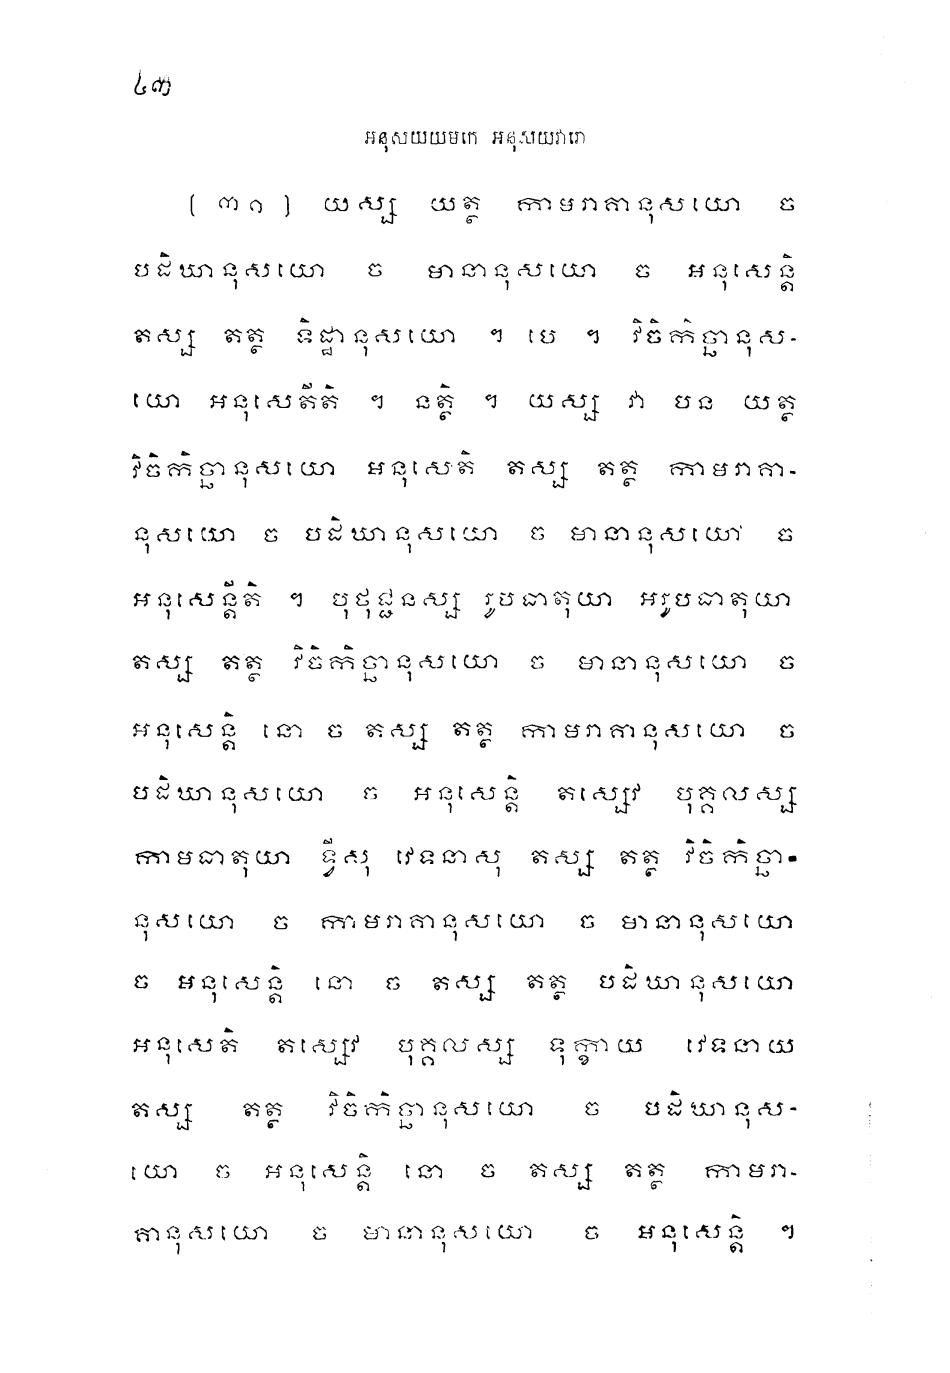 ៤៣
អនុសយយមកេ អនុសយវារោ
( ៣១ ) យស្ស យត្ថ កាមរាគានុសយោ ច
បដិឃានុសយោ ច មានានុសយោ ច អនុសេន្តិ
តស្ស តត្ថ ទិដ្ឋានុសយោ ។ បេ ។ វិចិកិច្ឆានុស-
យោ អនុសេតីតិ ។ នត្ថិ ។ យស្ស វា បន យត្ថ
វិចិកិច្ឆានុសយោ អនុសេតិ តស្ស តត្ថ កាមរាគា-
នុសយោ ច បដិឃានុសយោ ច មានានុសយោ ច
អនុសេន្តីតិ ។ បុថុជ្ជនស្ស រូបធាតុយា អរូបធាតុយា
តស្ស តត្ថ វិចិកិច្ឆានុសយោ ច មានានុសយោ ច
អនុសេន្តិ នោ ច តស្ស តត្ថ កាមរាគានុសយោ ច
បដិឃានុសយោ ច អនុសេន្តិ តស្សេវ បុគ្គលស្ស
កាមធាតុយា ទ្វីសុ វេទនាសុ តស្ស តត្ថ វិចិកិច្ឆា-
នុសយោ ច កាមរាគានុសយោ ច មានានុសយោ
ច អនុសេន្តិ នោ ច តស្ស តត្ថ បដិឃានុសយោ
អនុសេតិ តស្សេវ បុគ្គលស្ស ទុក្ខាយ វេទនាយ
តស្ស តត្ថ វិចិកិច្ឆានុសយោ ច បដិឃានុស-
យោ ច អនុសេន្តិ នោ ច តស្ស តត្ថ កាមរា-
គានុសយោ ច មានានុសយោ ច អនុសេន្តិ ។